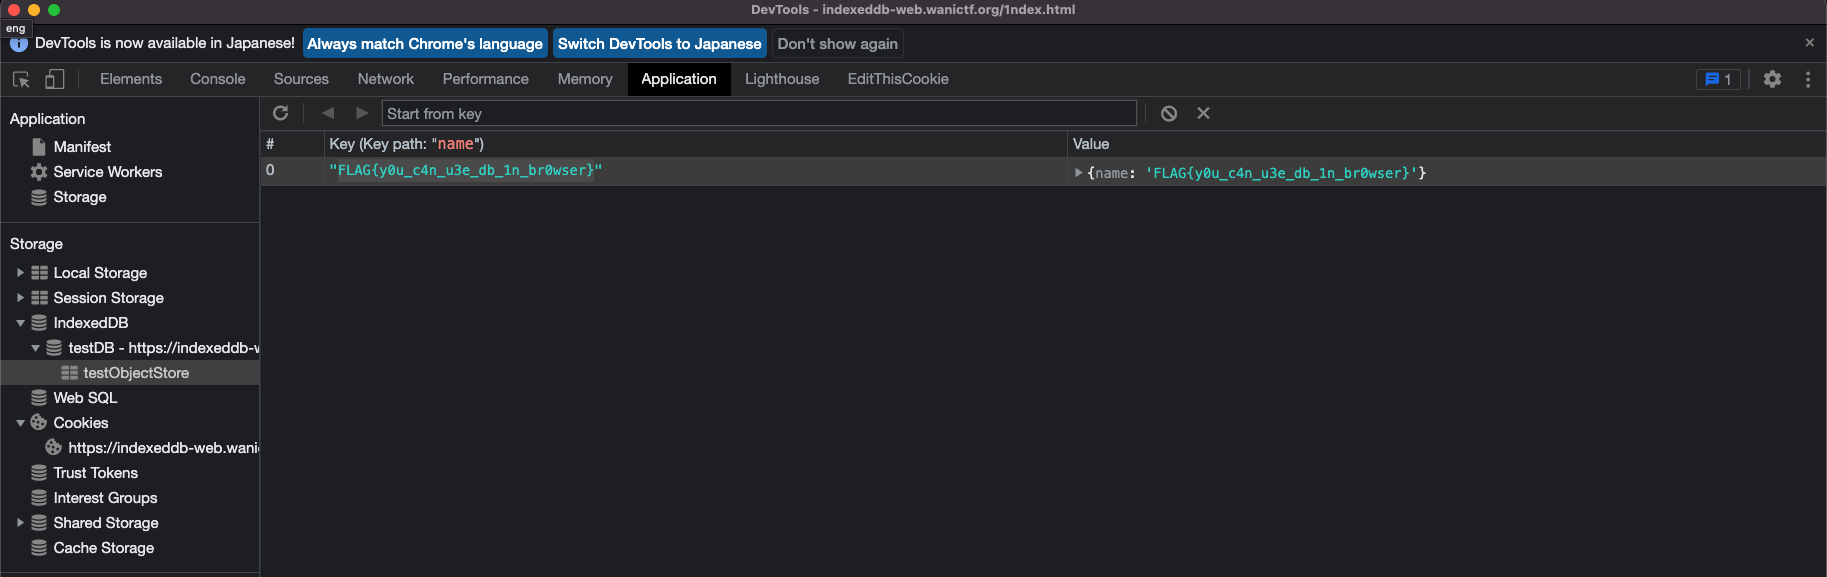 DevTools - indexeddb-web.wanictf.org/1ndex.html
eng
DevTools is now available in Japanese! Always match Chrome's language Switch DevTools to Japanese Don't show again
Elements Console Sources Network Performance Memory Application Lighthouse EditThisCookie 1
Application
Manifest
Service Workers
Storage
Storage
Local Storage
Session Storage
IndexedDB
testDB - https://indexeddb-w
testObjectStore
Web SQL
Cookies
https://indexeddb-web.wani
Trust Tokens
Interest Groups
Shared Storage
Cache Storage
Start from key
# Key (Key path: "name") Value
0 "FLAG{y0u_c4n_u3e_db_1n_br0wser}" {name: 'FLAG{y0u_c4n_u3e_db_1n_br0wser}'}